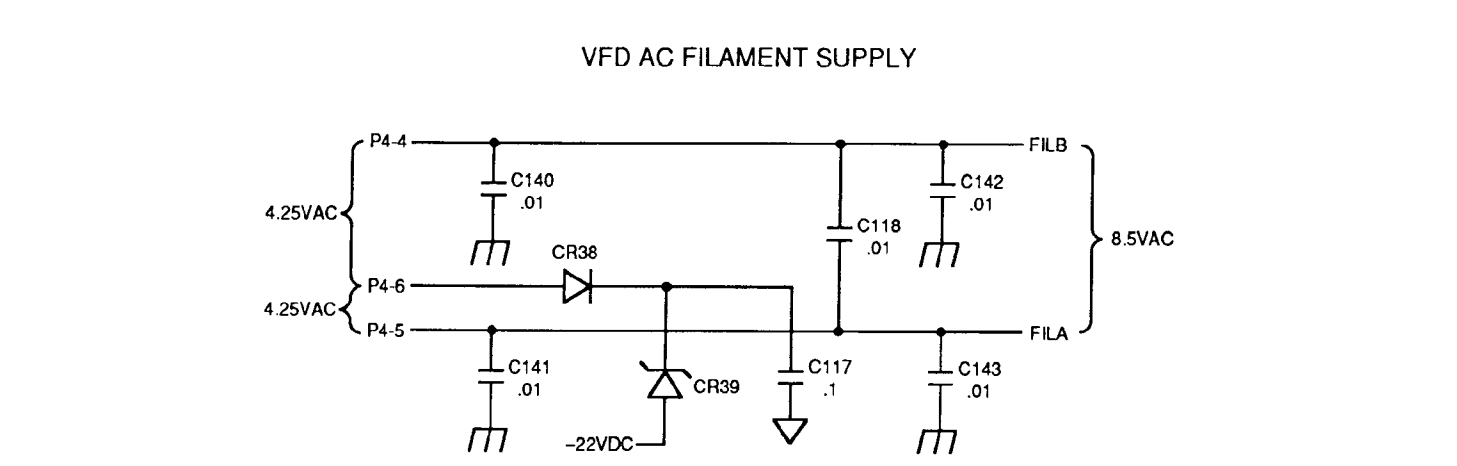 VFD AC FILAMENT SUPPLY
P4-4
FILB
C140
.01
C142
.01
4.25VAC
C118
.01
8.5VAC
CR38
P4-6
4.25VAC
P4-5
FILA
C141
.01
C117
.1
C143
.01
CR39
-22VDC